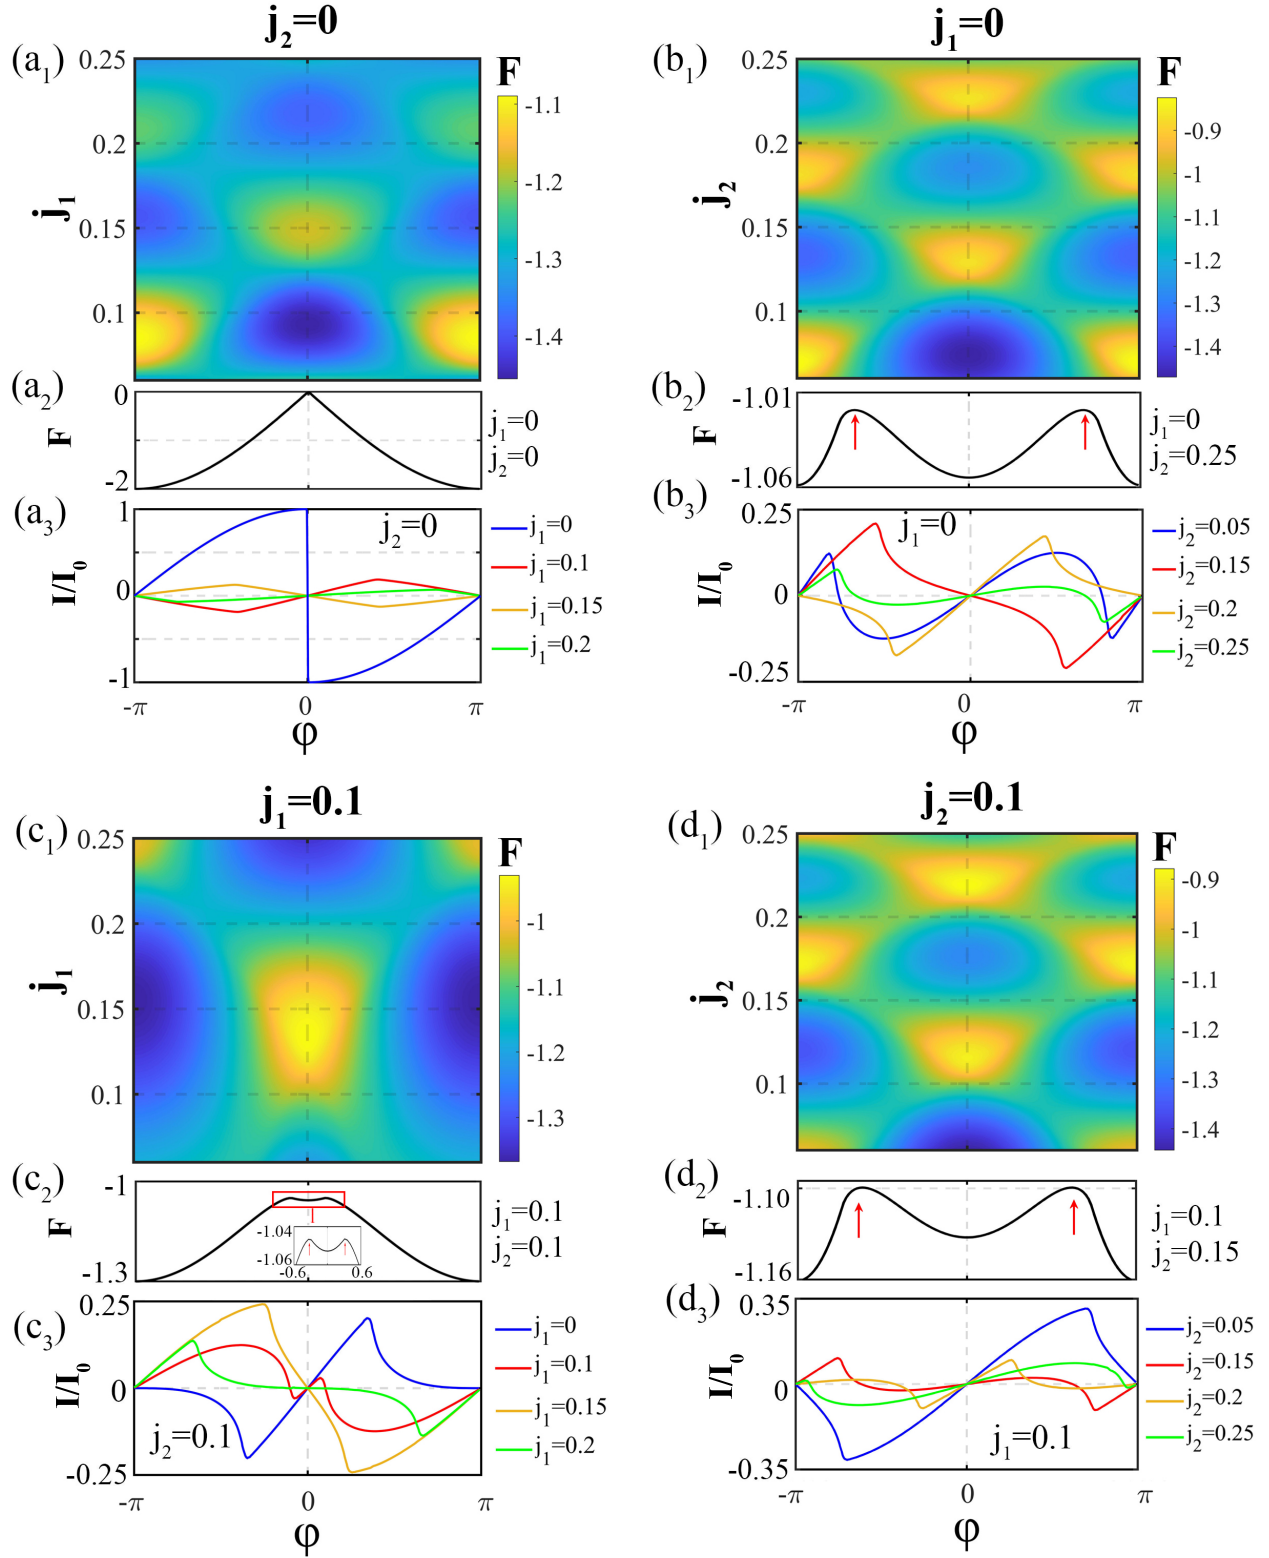 j2=0
(a1)
F
0.25
0.2
0.15
0.1
j1
-1.1
-1.2
-1.3
-1.4
(a2)
0
-2
F
j1=0
j2=0
(a3)
1
0
-1
I/I0
j2=0
j1=0
j1=0.1
j1=0.15
j1=0.2
-π
0
π
φ
j1=0
(b1)
F
0.25
0.2
0.15
0.1
j2
-0.9
-1
-1.1
-1.2
-1.3
-1.4
(b2)
-1.01
-1.06
F
j1=0
j2=0.25
(b3)
0.25
0
-0.25
I/I0
j1=0
j2=0.05
j2=0.15
j2=0.2
j2=0.25
-π
0
π
φ
j1=0.1
(c1)
F
0.25
0.2
0.15
0.1
j1
-1
-1.1
-1.2
-1.3
(c2)
-1
-1.3
F
-1.04
-1.06
-0.6
0.6
j1=0.1
j2=0.1
(c3)
0.25
0
-0.25
I/I0
j2=0.1
j1=0
j1=0.1
j1=0.15
j1=0.2
-π
0
π
φ
j2=0.1
(d1)
F
0.25
0.2
0.15
0.1
j2
-0.9
-1
-1.1
-1.2
-1.3
-1.4
(d2)
-1.10
-1.16
F
j1=0.1
j2=0.15
(d3)
0.35
0
-0.35
I/I0
j1=0.1
j2=0.05
j2=0.15
j2=0.2
j2=0.25
-π
0
π
φ